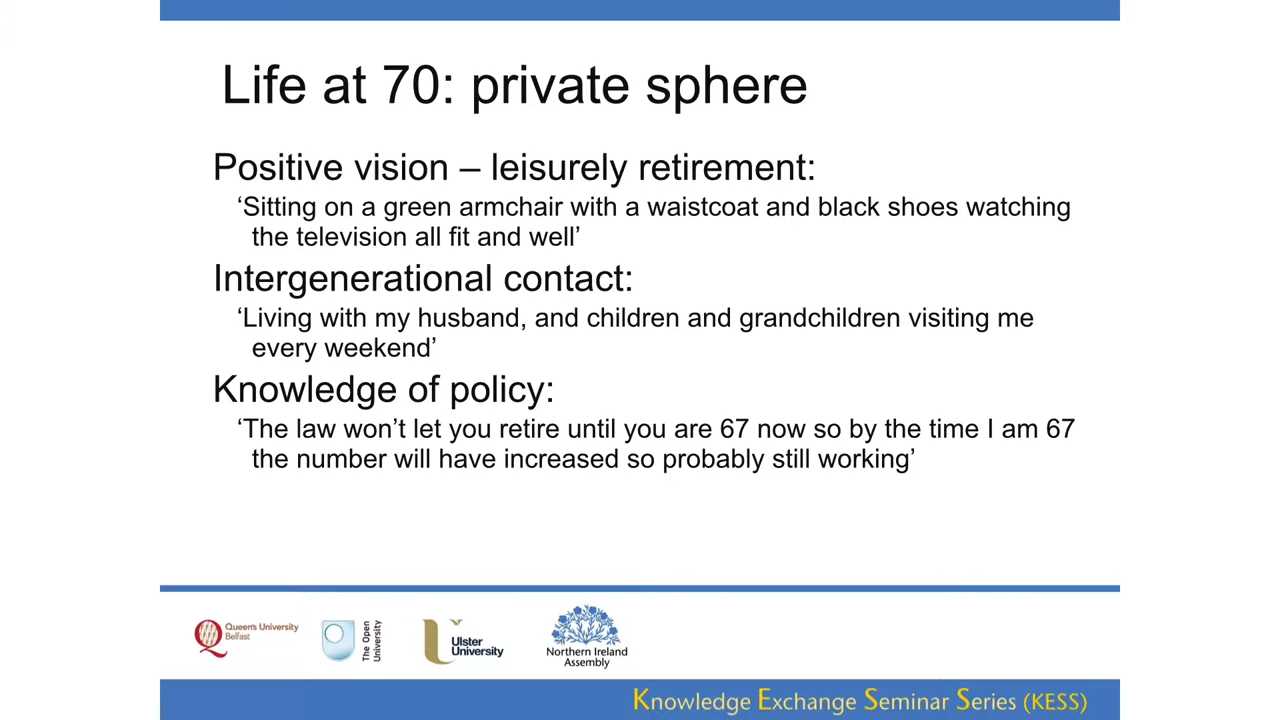 Life at 70: private sphere
Positive vision – leisurely retirement:
‘Sitting on a green armchair with a waistcoat and black shoes watching
the television all fit and well’
Intergenerational contact:
‘Living with my husband, and children and grandchildren visiting me
every weekend’
Knowledge of policy:
‘The law won’t let you retire until you are 67 now so by the time I am 67
the number will have increased so probably still working’
Queen's University
Belfast
The Open
University
Ulster
University
Northern Ireland
Assembly
Knowledge Exchange Seminar Series (KESS)